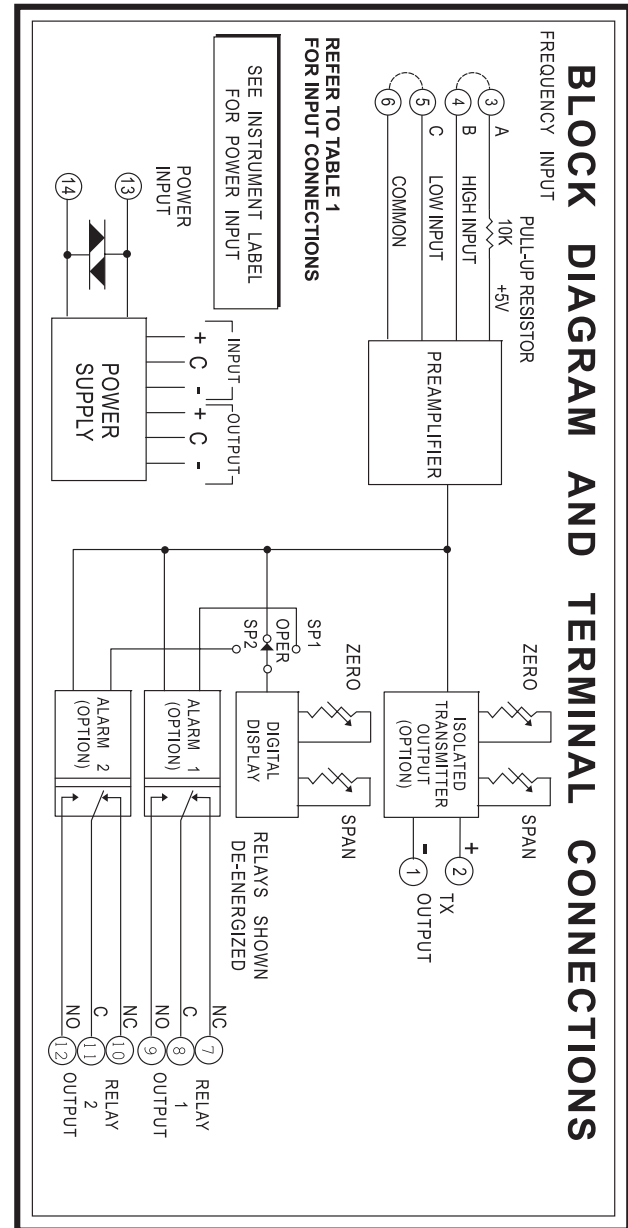 BLOCK DIAGRAM AND TERMINAL CONNECTIONS
FREQUENCY INPUT
3
4
5
6
A
B
C
PULL-UP RESISTOR
10K
+5V
HIGH INPUT
LOW INPUT
COMMON
PREAMPLIFIER
REFER TO TABLE 1
FOR INPUT CONNECTIONS
SEE INSTRUMENT LABEL
FOR POWER INPUT
POWER
INPUT
13
14
POWER
SUPPLY
+ C - + C -
INPUT
OUTPUT
ZERO
SPAN
ISOLATED
TRANSMITTER
OUTPUT
(OPTION)
+
-
2
1
TX
OUTPUT
ZERO
SPAN
SP1
OPER
SP2
DIGITAL
DISPLAY
RELAYS SHOWN
DE-ENERGIZED
ALARM 1
(OPTION)
NC
C
NO
7
8
9
RELAY
1
OUTPUT
ALARM 2
(OPTION)
NC
C
NO
10
11
12
RELAY
2
OUTPUT